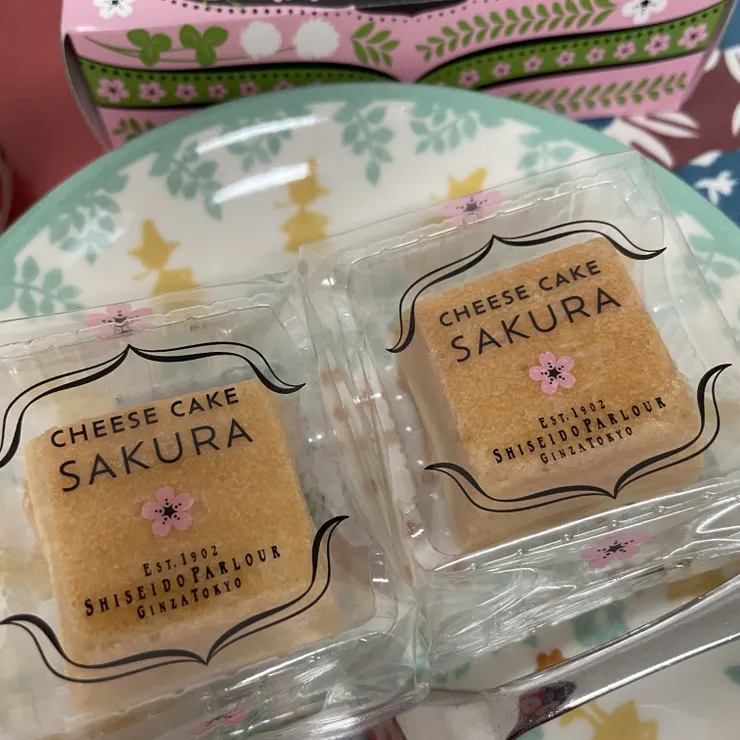 CHEESE CAKE
SAKURA
EST.1902
SHISEIDO PARLOUR
GINZA TOKYO
CHEESE CAKE
SAKURA
EST.1902
SHISEIDO PARLOUR
GINZA TOKYO